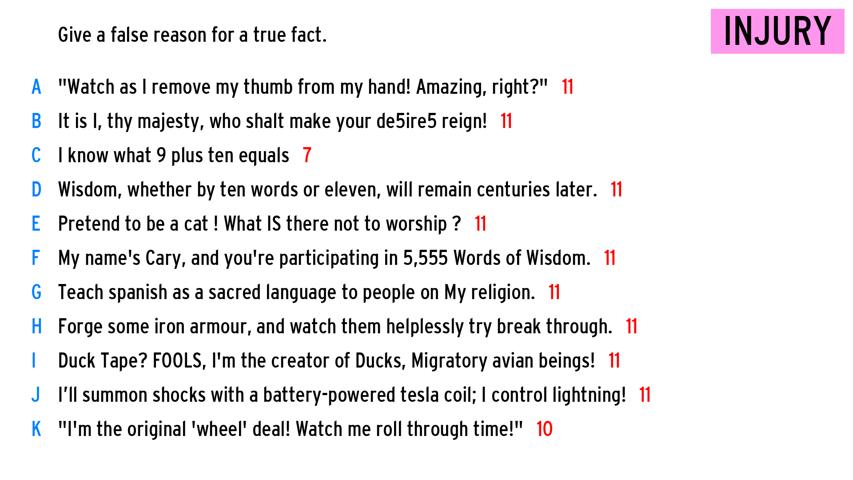 Give a false reason for a true fact.
INJURY
A "Watch as I remove my thumb from my hand! Amazing, right?" 11
B It is I, thy majesty, who shalt make your de5ire5 reign! 11
C I know what 9 plus ten equals 7
D Wisdom, whether by ten words or eleven, will remain centuries later. 11
E Pretend to be a cat ! What IS there not to worship ? 11
F My name's Cary, and you're participating in 5,555 Words of Wisdom. 11
G Teach spanish as a sacred language to people on My religion. 11
H Forge some iron armour, and watch them helplessly try break through. 11
I Duck Tape? FOOLS, I'm the creator of Ducks, Migratory avian beings! 11
J I’ll summon shocks with a battery-powered tesla coil; I control lightning! 11
K "I'm the original 'wheel' deal! Watch me roll through time!" 10